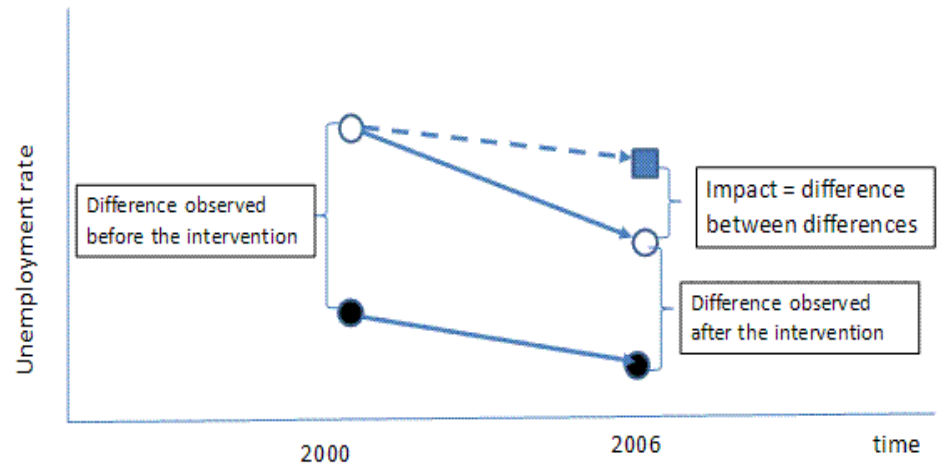 Unemployment rate
Difference observed
before the intervention
Impact = difference
between differences
Difference observed
after the intervention
2000
2006
time